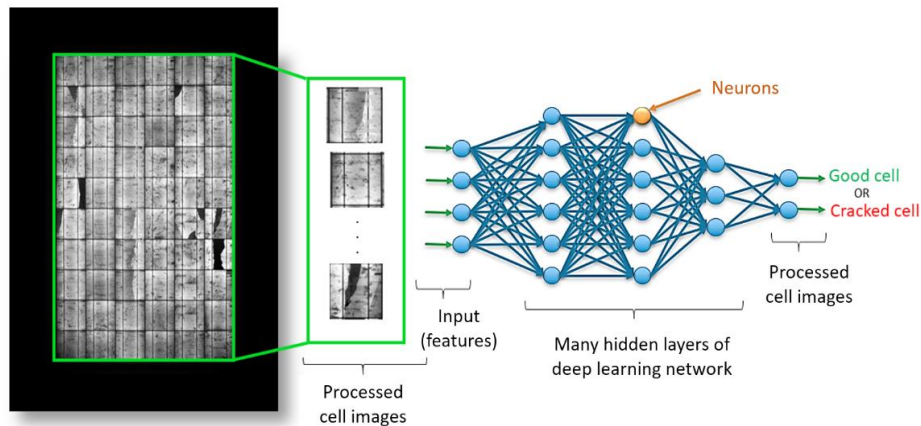 Neurons
Good cell
OR
Cracked cell
Processed
cell images
Input
(features)
Many hidden layers of
deep learning network
Processed
cell images